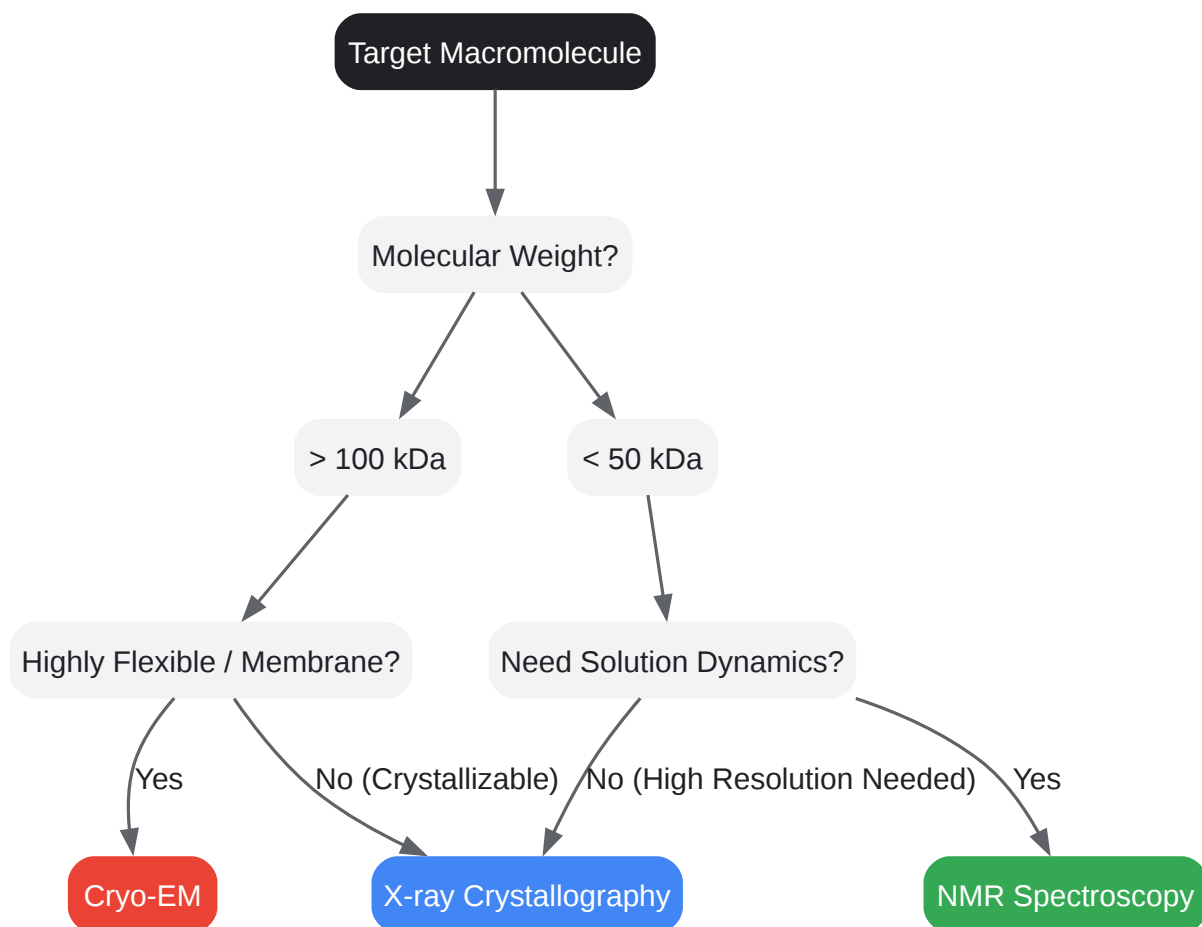 Target Macromolecule
Molecular Weight?
> 100 kDa
< 50 kDa
Highly Flexible / Membrane?
Need Solution Dynamics?
Yes
No (Crystallizable)
No (High Resolution Needed)
Yes
Cryo-EM
X-ray Crystallography
NMR Spectroscopy